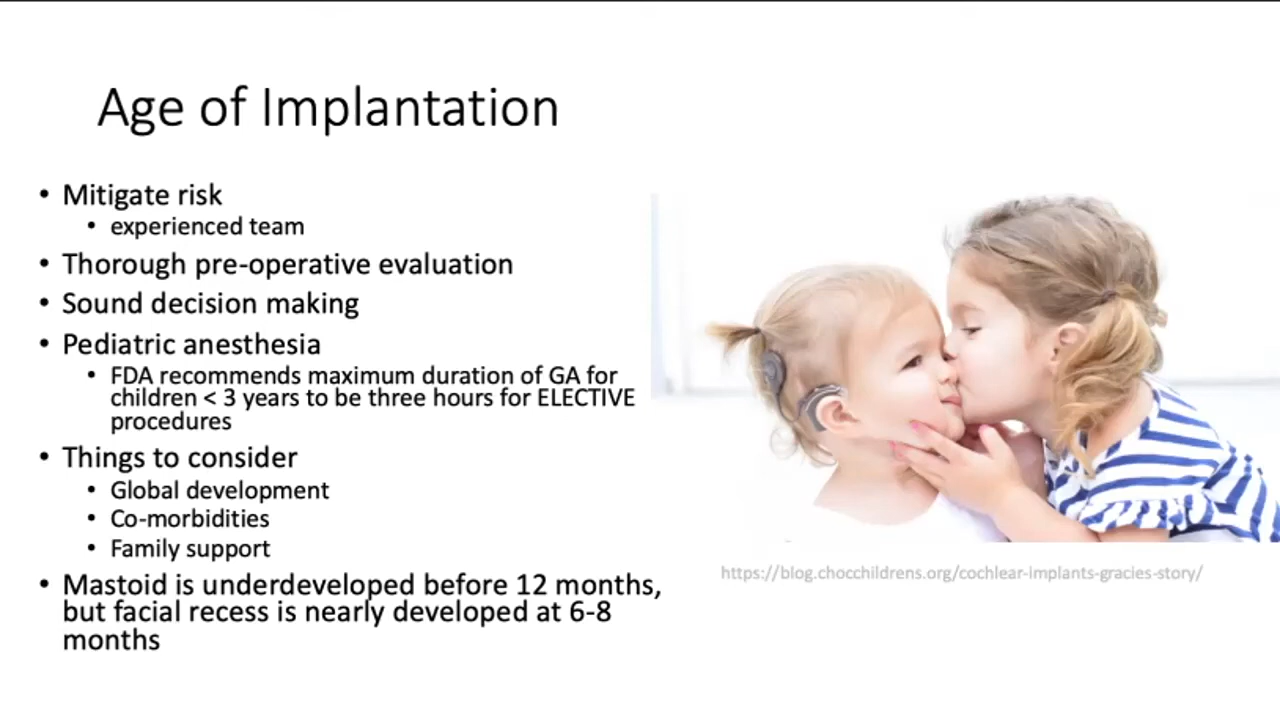 Age of Implantation
• Mitigate risk
• experienced team
• Thorough pre-operative evaluation
• Sound decision making
• Pediatric anesthesia
• FDA recommends maximum duration of GA for
children < 3 years to be three hours for ELECTIVE
procedures
• Things to consider
• Global development
• Co-morbidities
• Family support
• Mastoid is underdeveloped before 12 months,
but facial recess is nearly developed at 6-8
months
https://blog.chocchildrens.org/cochlear-implants-gracies-story/